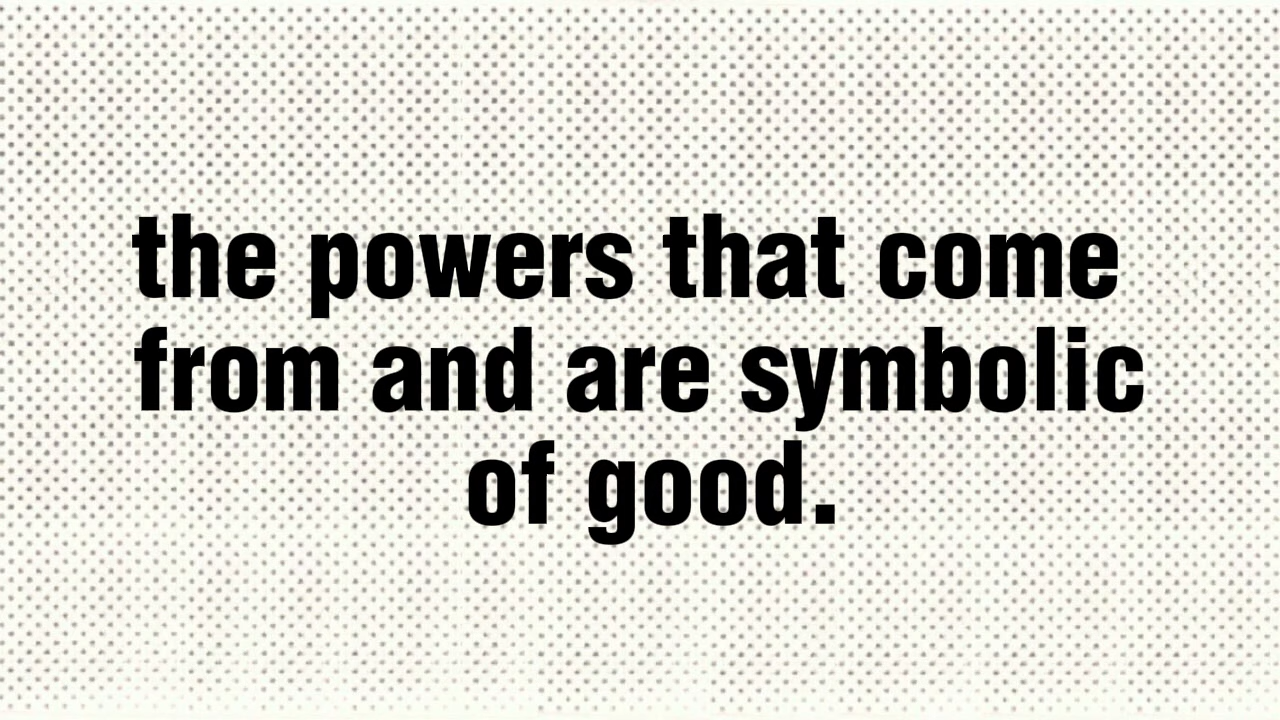 the powers that come
from and are symbolic
of good.